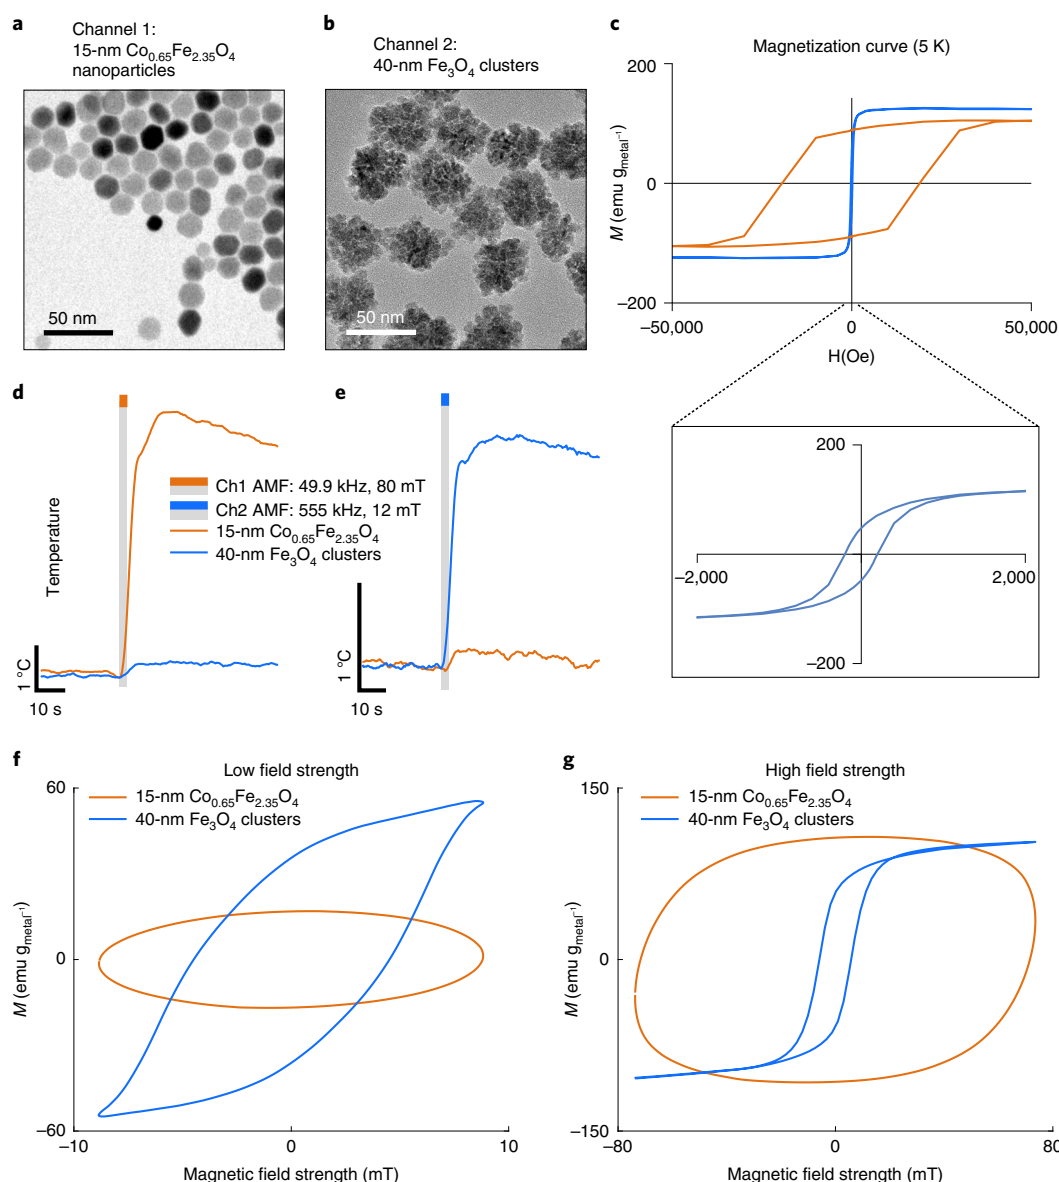 a
Channel 1:
15-nm Co0.65Fe2.35O4
nanoparticles
50 nm
b
Channel 2:
40-nm Fe3O4 clusters
50 nm
c
Magnetization curve (5 K)
200
0
−200
M (emu gmetal−1)
−50,000
0
50,000
H(Oe)
200
−2,000
2,000
−200
d
Temperature
1 °C
10 s
e
1 °C
10 s
Ch1 AMF: 49.9 kHz, 80 mT
Ch2 AMF: 555 kHz, 12 mT
15-nm Co0.65Fe2.35O4
40-nm Fe3O4 clusters
f
Low field strength
15-nm Co0.65Fe2.35O4
40-nm Fe3O4 clusters
60
0
−60
M (emu gmetal−1)
−10
0
10
Magnetic field strength (mT)
g
High field strength
15-nm Co0.65Fe2.35O4
40-nm Fe3O4 clusters
150
0
−150
M (emu gmetal−1)
−80
0
80
Magnetic field strength (mT)